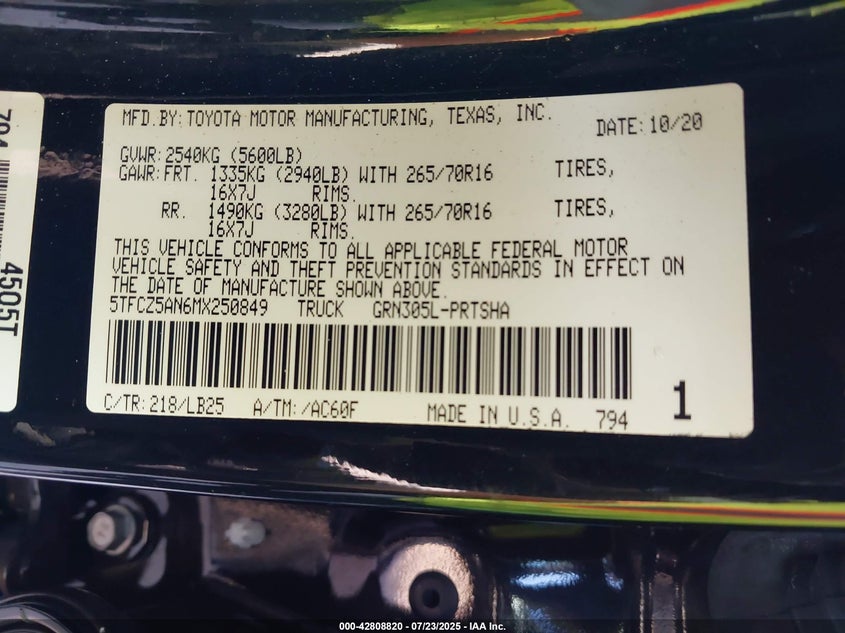 MFD.BY:TOYOTA MOTOR MANUFACTURING, TEXAS, INC.
DATE:10/20
GVWR:2540KG (5600LB)
GAWR:FRT. 1335KG (2940LB) WITH 265/70R16 TIRES,
16X7J RIMS.
RR. 1490KG (3280LB) WITH 265/70R16 TIRES,
16X7J RIMS.
THIS VEHICLE CONFORMS TO ALL APPLICABLE FEDERAL MOTOR
VEHICLE SAFETY AND THEFT PREVENTION STANDARDS IN EFFECT ON
THE DATE OF MANUFACTURE SHOWN ABOVE.
5TFCZ5AN6MX250849 TRUCK GRN305L-PRTSHA
C/TR:218/LB25 A/TM:/AC60F MADE IN U.S.A. 794 1
4505T
000-42808820 / 07/23/2025 - IAA Inc.